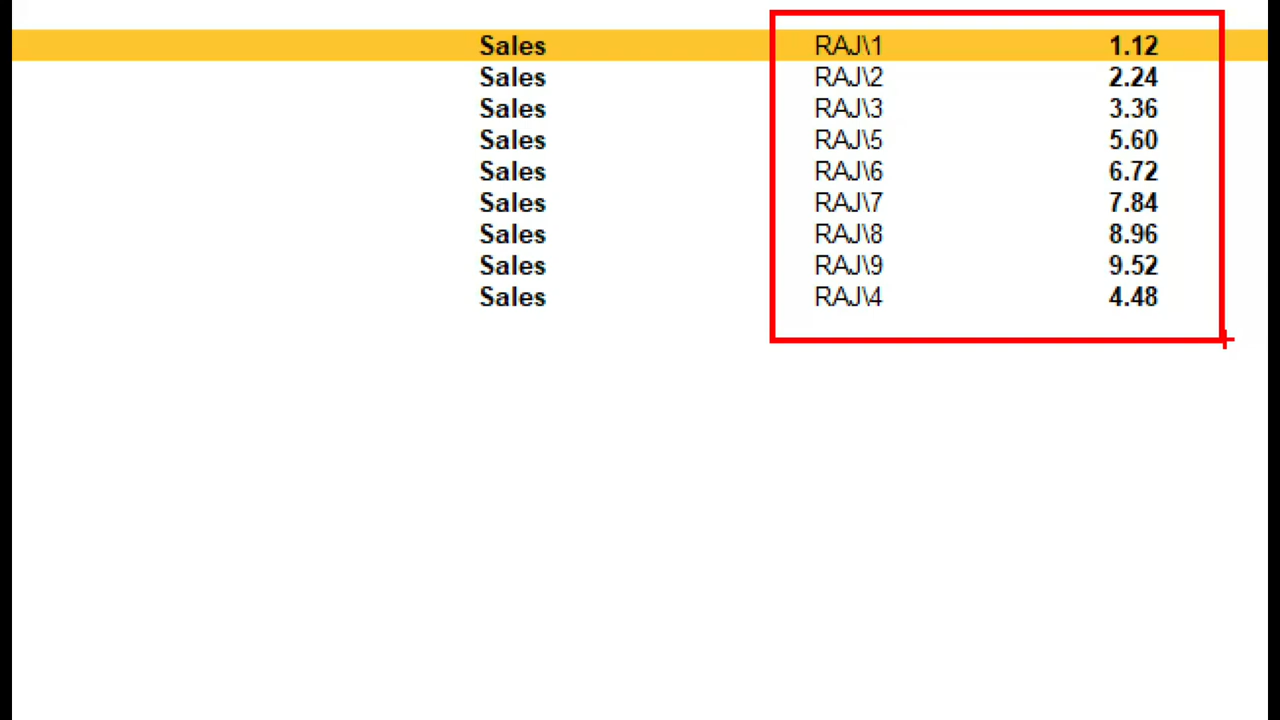 Sales RAJ\1 1.12
Sales RAJ\2 2.24
Sales RAJ\3 3.36
Sales RAJ\5 5.60
Sales RAJ\6 6.72
Sales RAJ\7 7.84
Sales RAJ\8 8.96
Sales RAJ\9 9.52
Sales RAJ\4 4.48